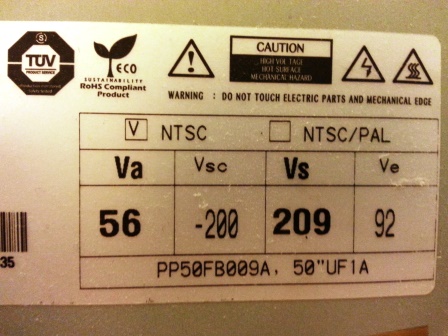 TÜV
PRODUCT SERVICE
ECO
SUSTAINABILITY
RoHS Compliant
Product
CAUTION
HIGH VOLTAGE
HOT SURFACE
MECHANICAL HAZARD
WARNING : DO NOT TOUCH ELECTRIC PARTS AND MECHANICAL EDGE
V NTSC NTSC/PAL
Va Vsc Vs Ve
56 -200 209 92
PP50FB009A, 50"UF1A
35